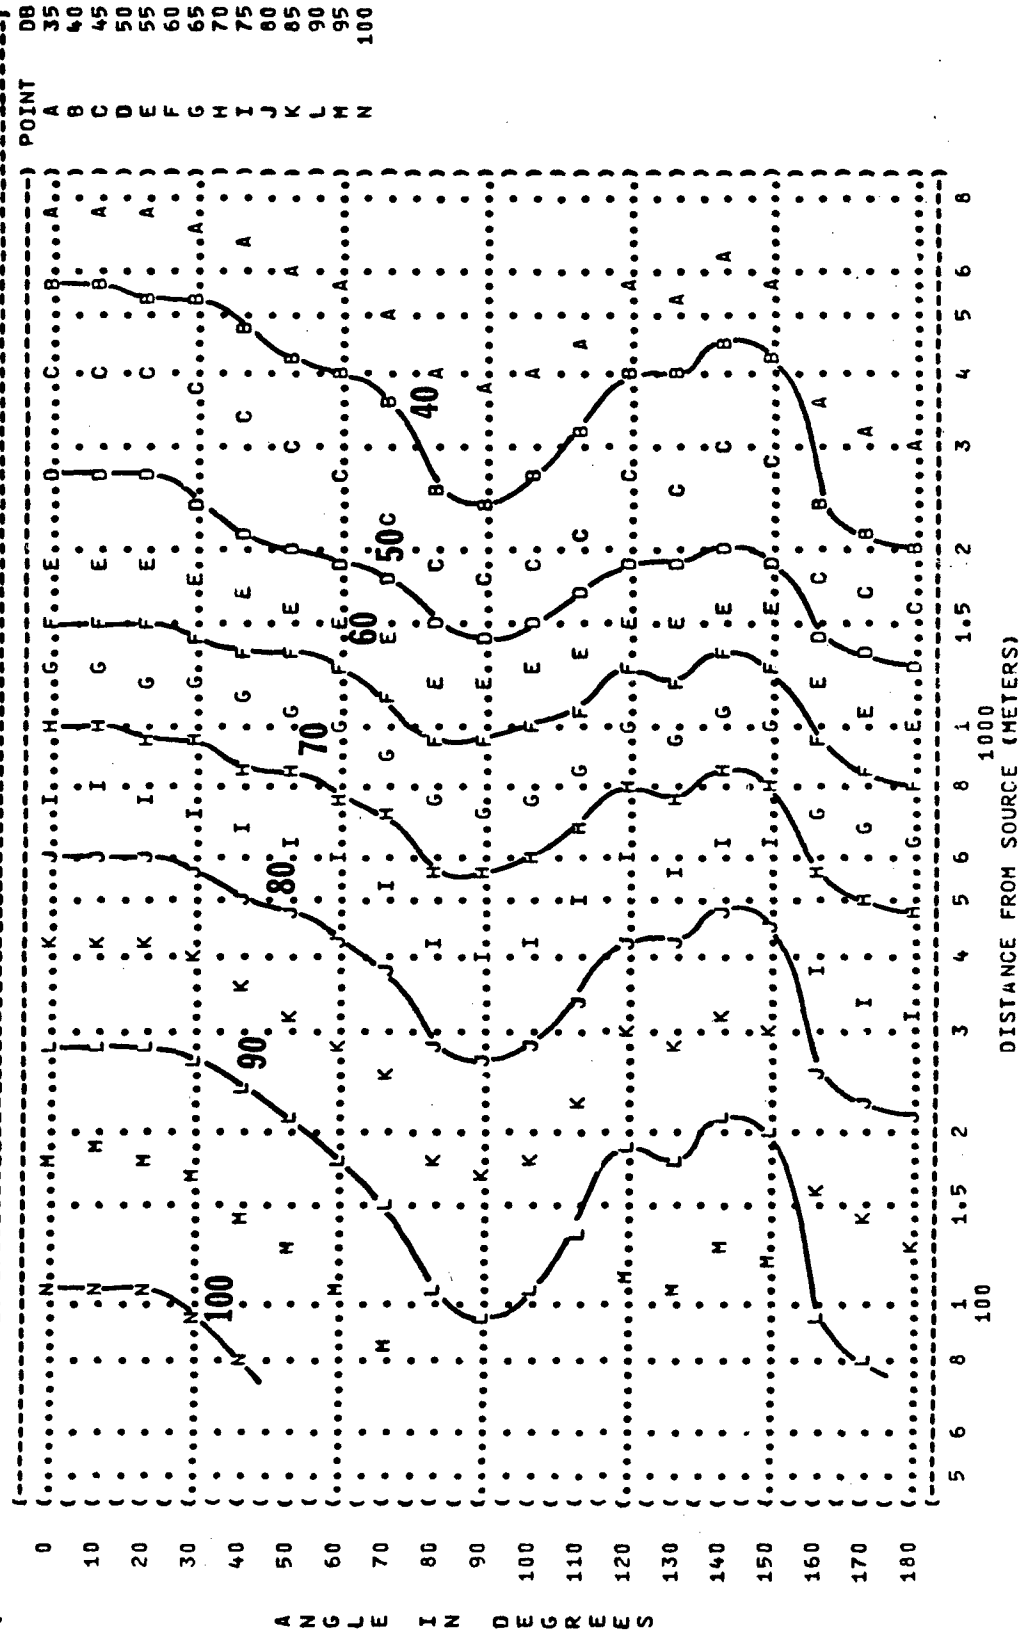 POINT DB
A 35
B 40
C 45
D 50
E 55
F 60
G 65
H 70
I 75
J 80
K 85
L 90
M 95
N 100
0 N M L K J I H G F E D C B A
10 N M L K J I H G F E D C B A
20 N M L K J I H G F E D C B A
30 N M L K J I H G F E D C B A
100
40 N M L K J I H G F E D C B A
90
50 M L K J I H G F E D C B A
80
70
60 M L K J I H G F E D C B A
60
70 M L K J I H G F E D C B A
50
40
80 L K J I H G F E D C B A
90 L K J I H G F E D C B A
100 L K J I H G F E D C B A
110 L K J I H G F E D C B A
120 M L K J I H G F E D C B A
130 M L K J I H G F E D C B A
140 M L K J I H G F E D C B A
150 M L K J I H G F E D C B A
160 L K J I H G F E D C B A
170 L K J I H G F E D C B A
180 K J I H G F E D C B A
ANGLE IN DEGREES
5 6 8 1 1.5 2 3 4 5 6 8 1 1.5 2 3 4 5 6 8
100 1000
DISTANCE FROM SOURCE (METERS)